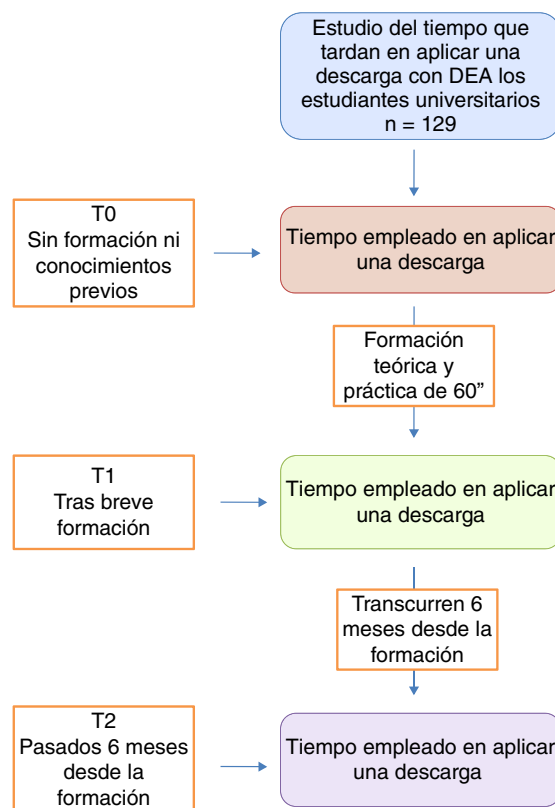 Estudio del tiempo que
tardan en aplicar una
descarga con DEA los
estudiantes universitarios
n = 129
T0
Sin formación ni
conocimientos
previos
Tiempo empleado en aplicar
una descarga
Formación
teórica y
práctica de 60”
T1
Tras breve
formación
Tiempo empleado en aplicar
una descarga
Transcurren 6
meses desde la
formación
T2
Pasados 6 meses
desde la
formación
Tiempo empleado en aplicar
una descarga